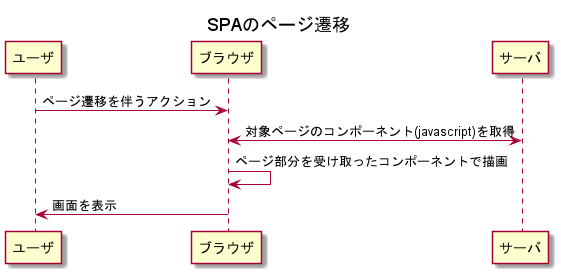 SPAのページ遷移
ユーザ ブラウザ サーバ
ページ遷移を伴うアクション
対象ページのコンポーネント(javascript)を取得
ページ部分を受け取ったコンポーネントで描画
画面を表示
ユーザ ブラウザ サーバ